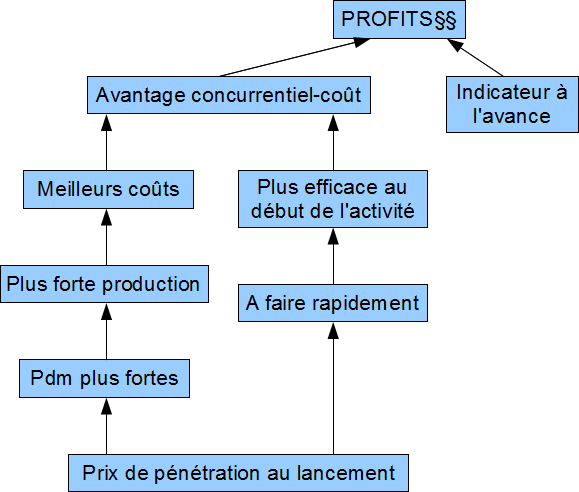 PROFITS§§
Avantage concurrentiel-coût
Indicateur à
l'avance
Meilleurs coûts
Plus efficace au
début de l'activité
Plus forte production
A faire rapidement
Pdm plus fortes
Prix de pénétration au lancement